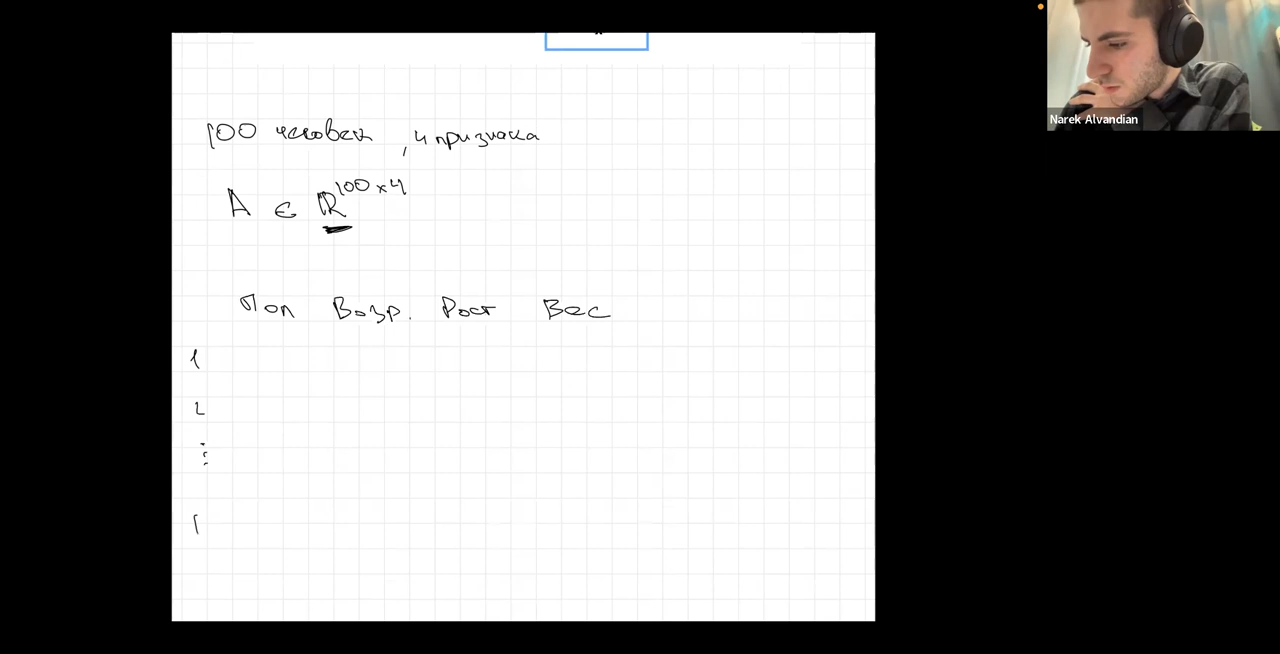 100 человек, 4 признака
A ∈ ℝ^{100×4}
Пол Возр. Рост Вес
1
2
⋮
1
Narek Alvandian